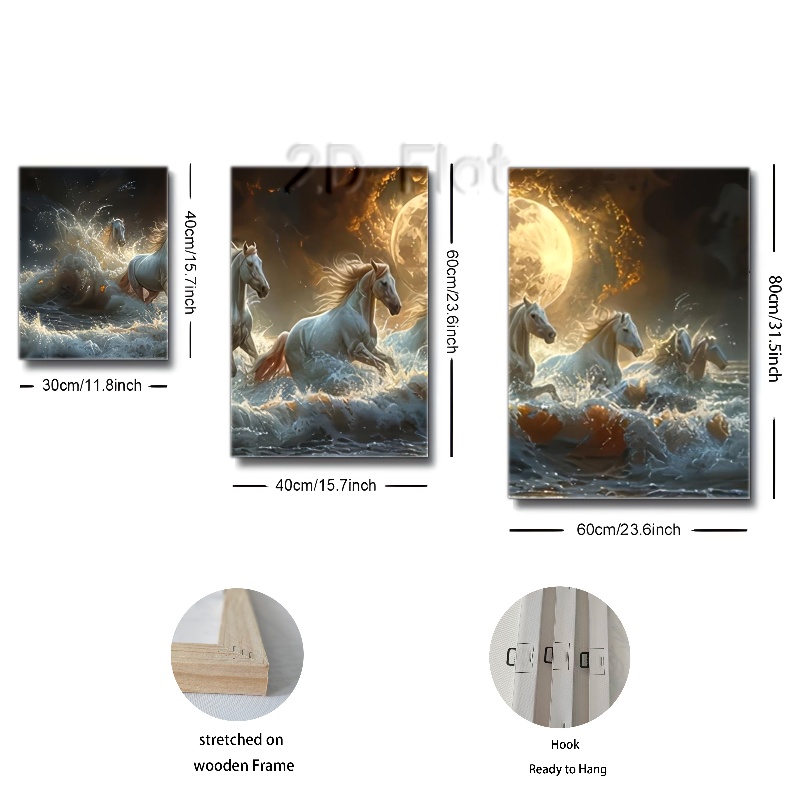 2D Flat
40cm/15.7inch
30cm/11.8inch
60cm/23.6inch
40cm/15.7inch
80cm/31.5inch
60cm/23.6inch
stretched on
wooden Frame
Hook
Ready to Hang